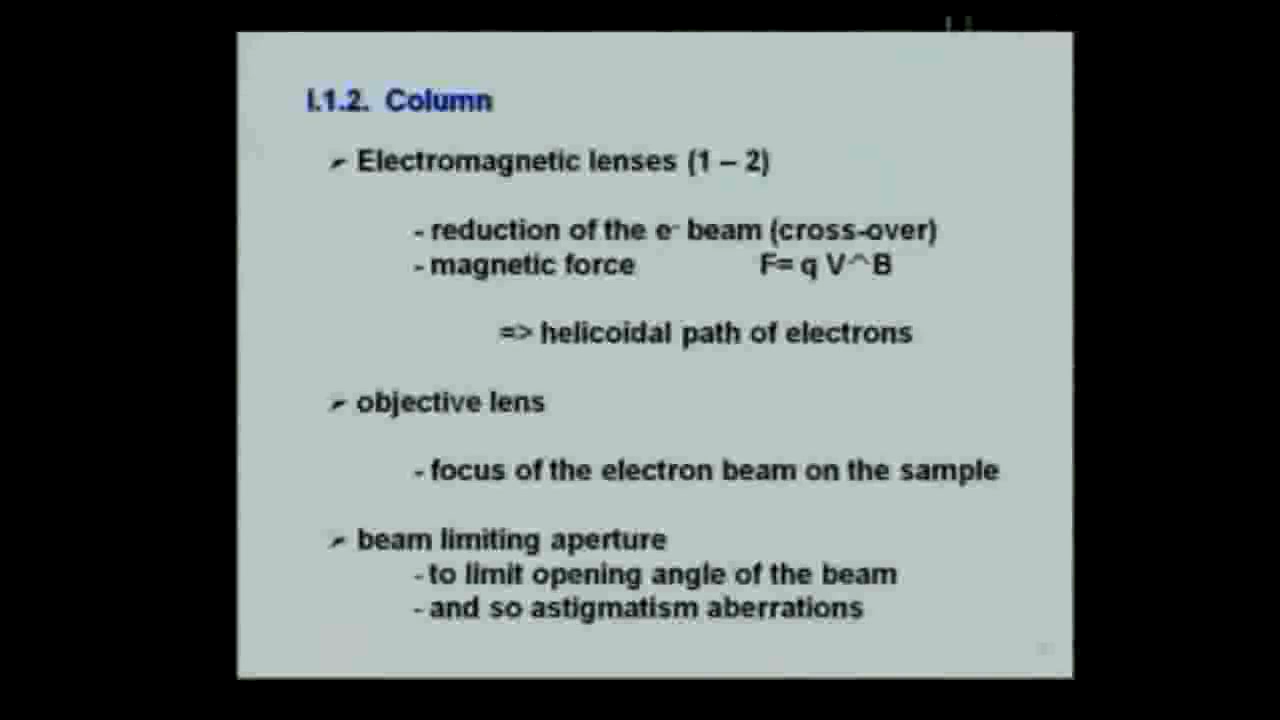 I.1.2. Column
➢ Electromagnetic lenses (1 – 2)
- reduction of the e⁻ beam (cross-over)
- magnetic force F= q V^B
=> helicoidal path of electrons
➢ objective lens
- focus of the electron beam on the sample
➢ beam limiting aperture
- to limit opening angle of the beam
- and so astigmatism aberrations